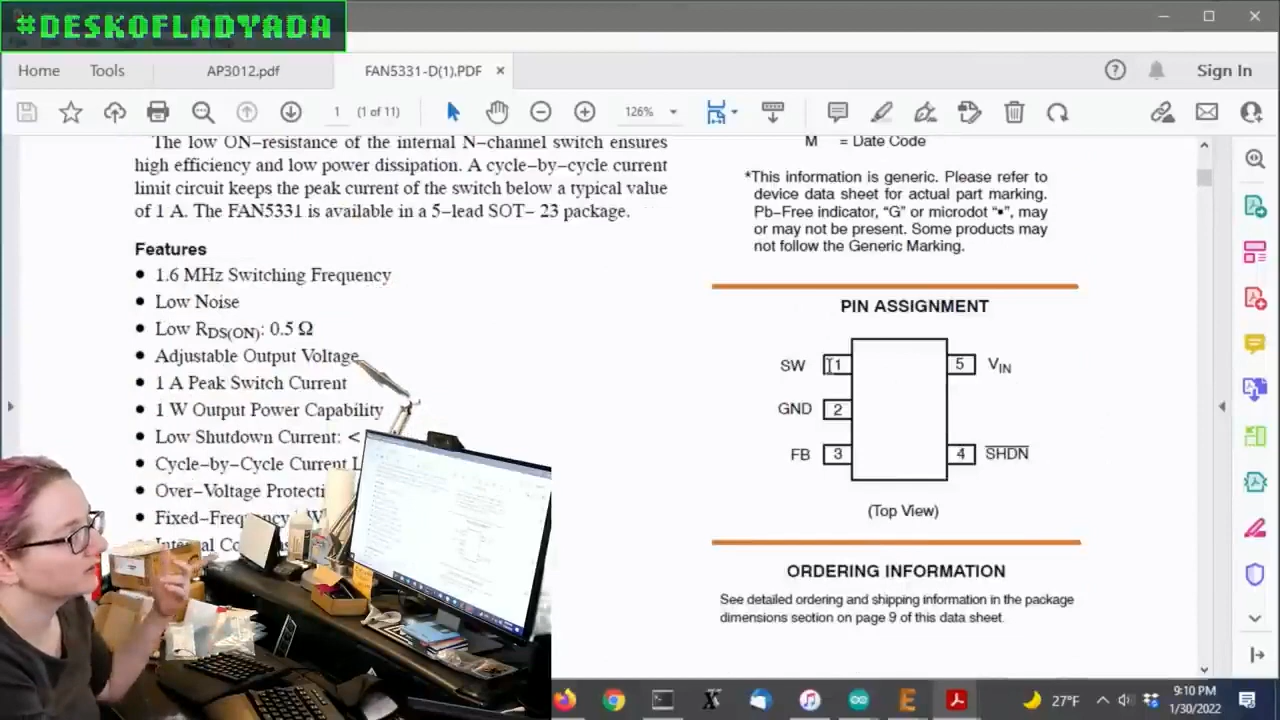 #DESKOFLADYADA
Home Tools AP3012.pdf FAN5331-D(1).PDF Sign In
1 (1 of 11) 126%
The low ON-resistance of the internal N-channel switch ensures
high efficiency and low power dissipation. A cycle-by-cycle current
limit circuit keeps the peak current of the switch below a typical value
of 1 A. The FAN5331 is available in a 5-lead SOT- 23 package.
Features
• 1.6 MHz Switching Frequency
• Low Noise
• Low RDS(ON): 0.5 Ω
• Adjustable Output Voltage
• 1 A Peak Switch Current
• 1 W Output Power Capability
• Low Shutdown Current: <
• Cycle-by-Cycle Current L
• Over-Voltage Protecti
• Fixed-Frequency
M = Date Code
*This information is generic. Please refer to
device data sheet for actual part marking.
Pb-Free indicator, “G” or microdot “▪”, may
or may not be present. Some products may
not follow the Generic Marking.
PIN ASSIGNMENT
SW 1 5 VIN
GND 2
FB 3 4 SHDN
(Top View)
ORDERING INFORMATION
See detailed ordering and shipping information in the package
dimensions section on page 9 of this data sheet.
27°F
9:10 PM
1/30/2022